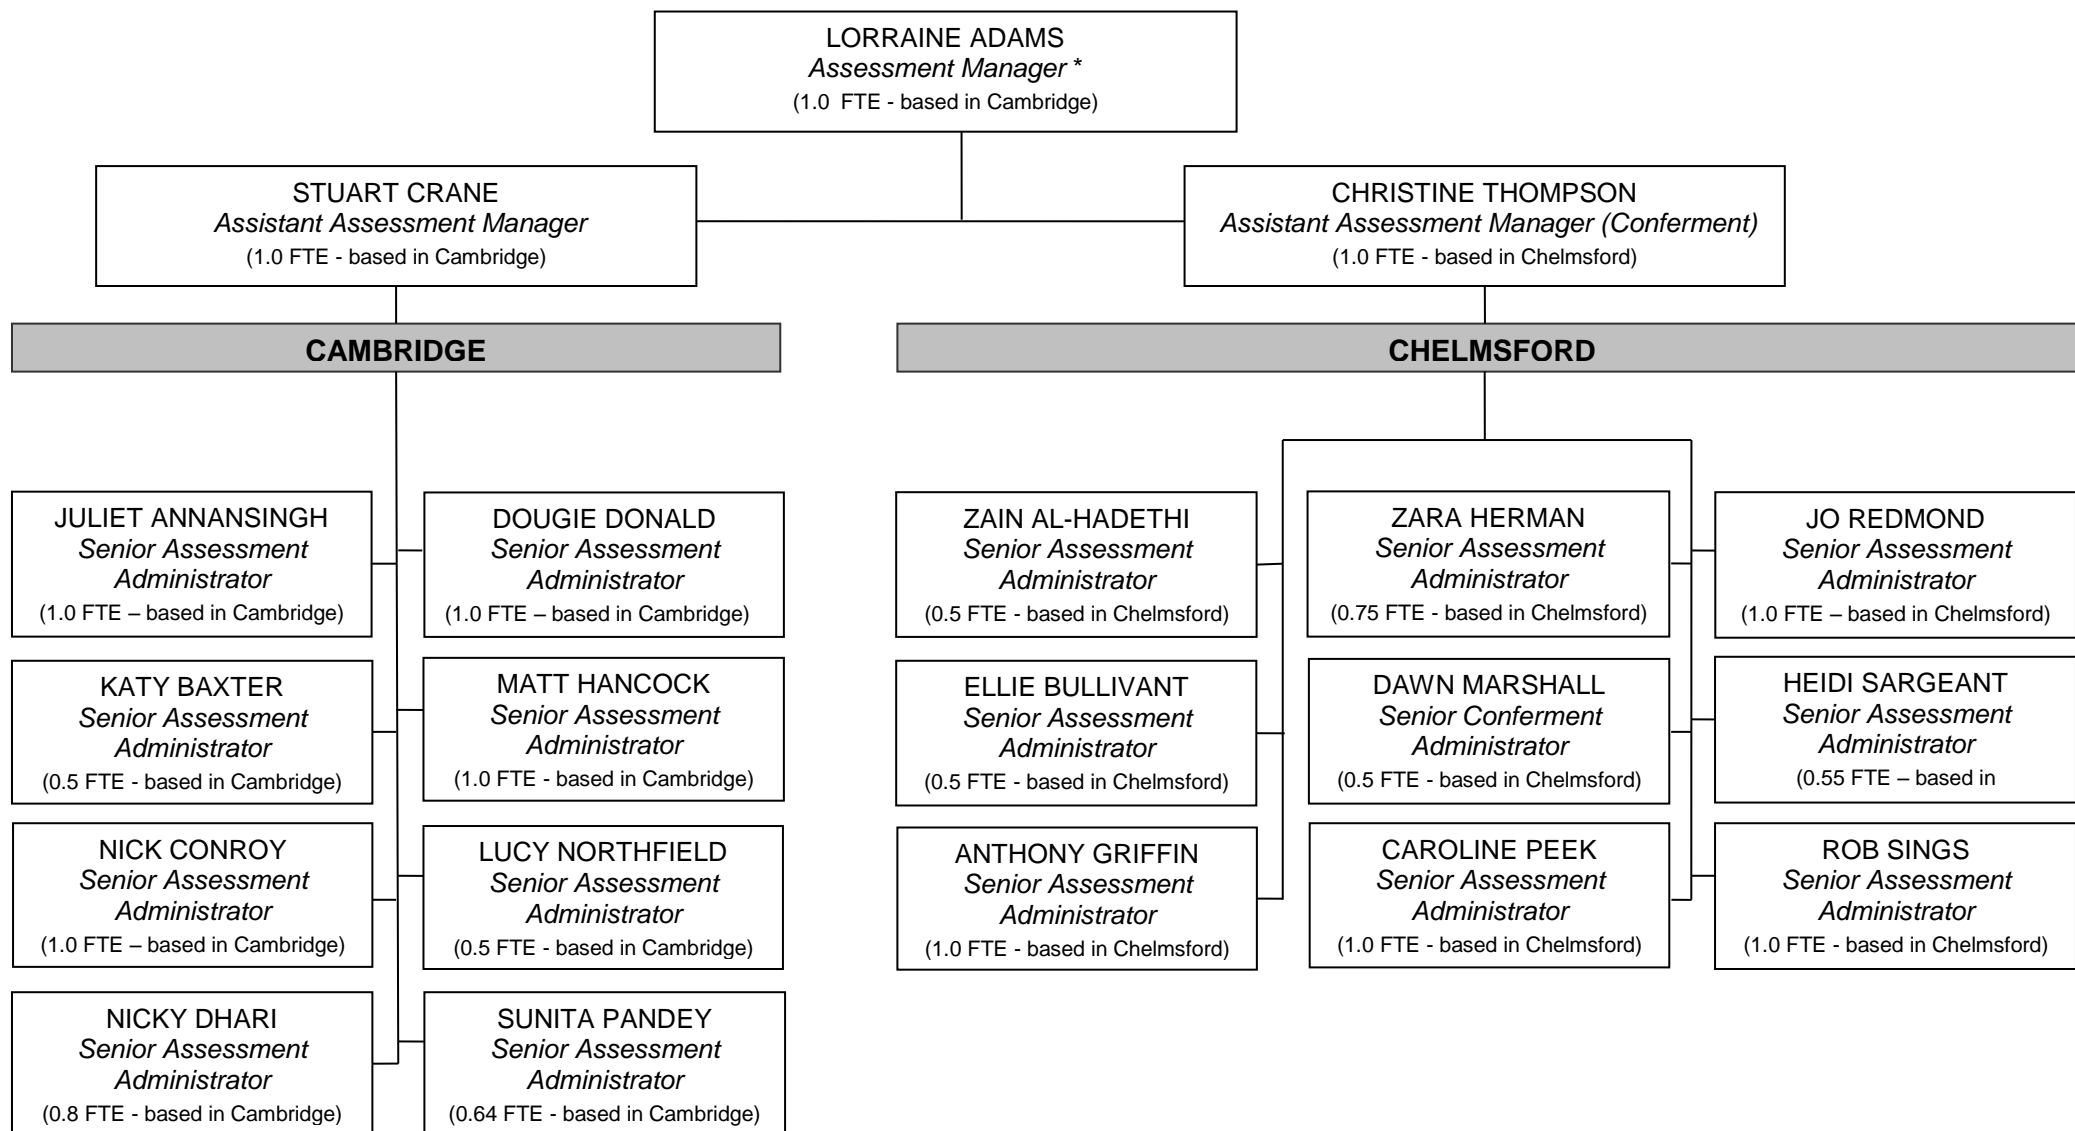 LORRAINE ADAMS
Assessment Manager *
(1.0 FTE - based in Cambridge)
STUART CRANE
Assistant Assessment Manager
(1.0 FTE - based in Cambridge)
CHRISTINE THOMPSON
Assistant Assessment Manager (Conferment)
(1.0 FTE - based in Chelmsford)
CAMBRIDGE
CHELMSFORD
JULIET ANNANSINGH
Senior Assessment
Administrator
(1.0 FTE – based in Cambridge)
DOUGIE DONALD
Senior Assessment
Administrator
(1.0 FTE – based in Cambridge)
KATY BAXTER
Senior Assessment
Administrator
(0.5 FTE - based in Cambridge)
MATT HANCOCK
Senior Assessment
Administrator
(1.0 FTE - based in Cambridge)
NICK CONROY
Senior Assessment
Administrator
(1.0 FTE – based in Cambridge)
LUCY NORTHFIELD
Senior Assessment
Administrator
(0.5 FTE - based in Cambridge)
NICKY DHARI
Senior Assessment
Administrator
(0.8 FTE - based in Cambridge)
SUNITA PANDEY
Senior Assessment
Administrator
(0.64 FTE - based in Cambridge)
ZAIN AL-HADETHI
Senior Assessment
Administrator
(0.5 FTE - based in Chelmsford)
ZARA HERMAN
Senior Assessment
Administrator
(0.75 FTE - based in Chelmsford)
JO REDMOND
Senior Assessment
Administrator
(1.0 FTE – based in Chelmsford)
ELLIE BULLIVANT
Senior Assessment
Administrator
(0.5 FTE - based in Chelmsford)
DAWN MARSHALL
Senior Conferment
Administrator
(0.5 FTE - based in Chelmsford)
HEIDI SARGEANT
Senior Assessment
Administrator
(0.55 FTE – based in
ANTHONY GRIFFIN
Senior Assessment
Administrator
(1.0 FTE - based in Chelmsford)
CAROLINE PEEK
Senior Assessment
Administrator
(1.0 FTE - based in Chelmsford)
ROB SINGS
Senior Assessment
Administrator
(1.0 FTE - based in Chelmsford)